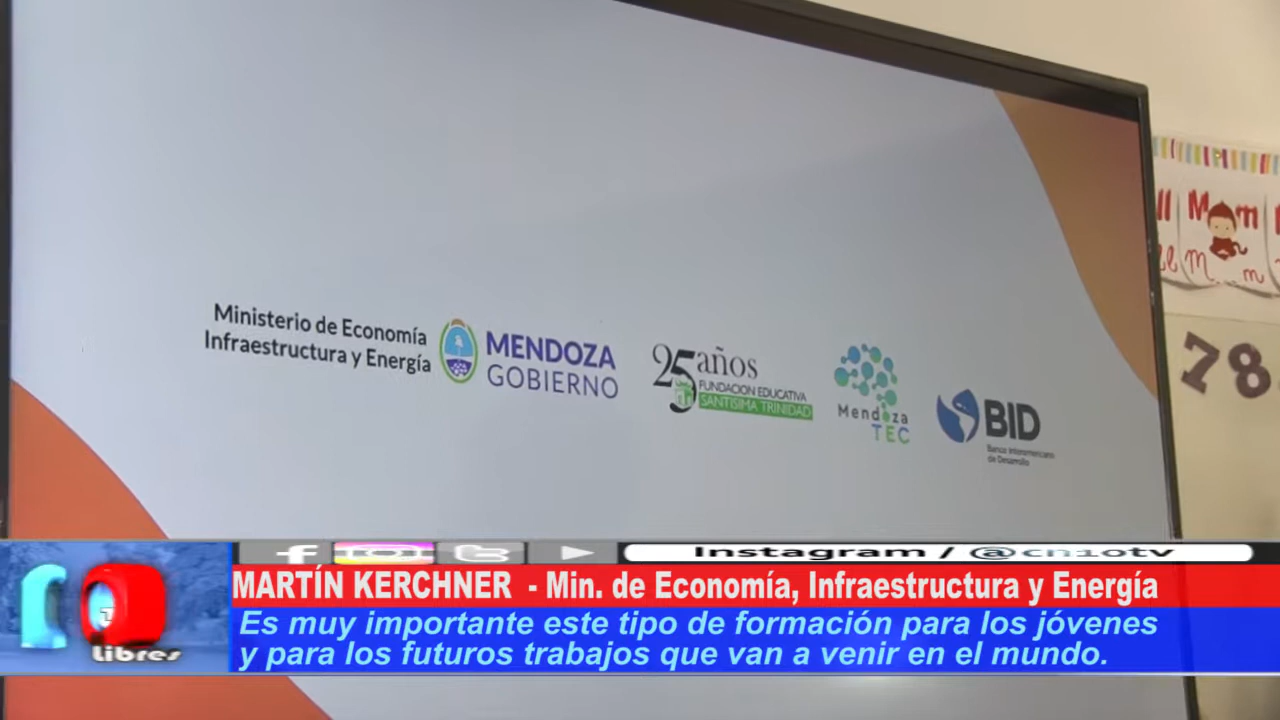 Ministerio de Economía
Infraestructura y Energía
MENDOZA
GOBIERNO
25 años
FUNDACION EDUCATIVA
SANTISIMA TRINIDAD
Mendoza
TEC
BID
Banco Interamericano
de Desarrollo
M m
m m
78
Instagram / @cn10tv
MARTÍN KERCHNER - Min. de Economía, Infraestructura y Energía
Es muy importante este tipo de formación para los jóvenes
y para los futuros trabajos que van a venir en el mundo.
Libres